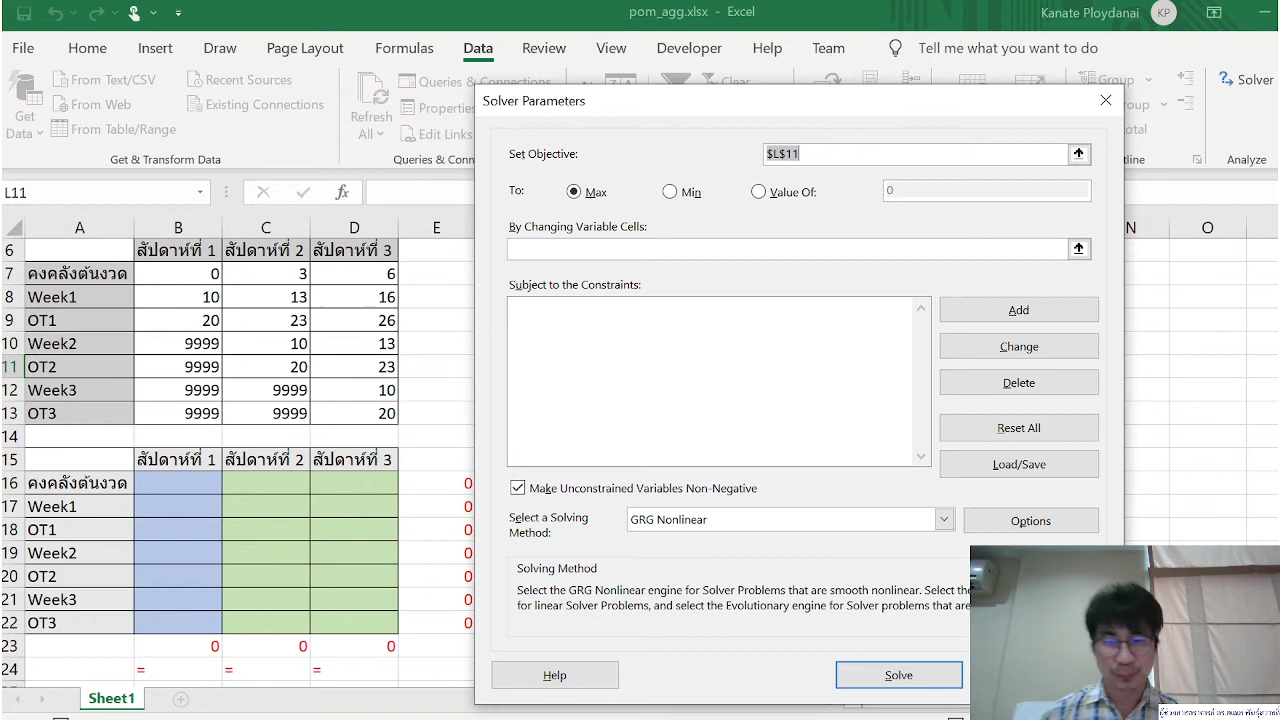 pom_agg.xlsx - Excel
Kanate Ploydanai KP
File Home Insert Draw Page Layout Formulas Data Review View Developer Help Team Tell me what you want to do
Get Data
From Text/CSV
From Web
From Table/Range
Recent Sources
Existing Connections
Get & Transform Data
Refresh All
Queries & Connections
Properties
Edit Links
Queries & Conn
Clear
Group
Solver
Analyze
L11
fx
A B C D E N O
6 สัปดาห์ที่ 1 สัปดาห์ที่ 2 สัปดาห์ที่ 3
7 คงคลังต้นงวด 0 3 6
8 Week1 10 13 16
9 OT1 20 23 26
10 Week2 9999 10 13
11 OT2 9999 20 23
12 Week3 9999 9999 10
13 OT3 9999 9999 20
14
15 สัปดาห์ที่ 1 สัปดาห์ที่ 2 สัปดาห์ที่ 3
16 คงคลังต้นงวด 0
17 Week1 0
18 OT1 0
19 Week2 0
20 OT2 0
21 Week3 0
22 OT3 0
23 0 0 0
24 = = =
Sheet1
Solver Parameters
Set Objective: $L$11
To: Max Min Value Of: 0
By Changing Variable Cells:
Subject to the Constraints:
Add
Change
Delete
Reset All
Load/Save
Make Unconstrained Variables Non-Negative
Select a Solving Method: GRG Nonlinear
Options
Solving Method
Select the GRG Nonlinear engine for Solver Problems that are smooth nonlinear. Select the
for linear Solver Problems, and select the Evolutionary engine for Solver problems that are
Help
Solve